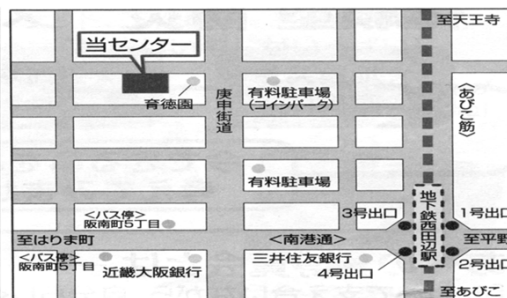 至天王寺
当センター
育徳園
庚申街道
有料駐車場
(コインパーク)
<あびこ筋>
有料駐車場
地下鉄西田辺駅
<バス停>
阪南町5丁目
3号出口
1号出口
至はりま町
<南港通>
至平野
<バス停>
阪南町5丁目
近畿大阪銀行
三井住友銀行
4号出口
2号出口
至あびこ